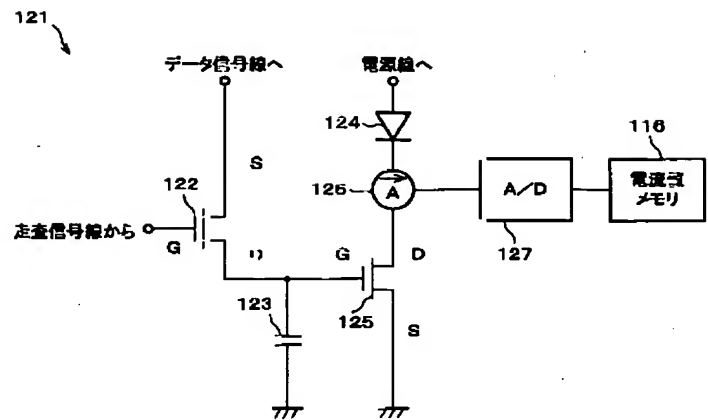 121
データ信号線へ
電源線へ
124
116
S
122
126
A
A/D
電流値
メモリ
走査信号線から
G
D
G
D
127
123
125
S